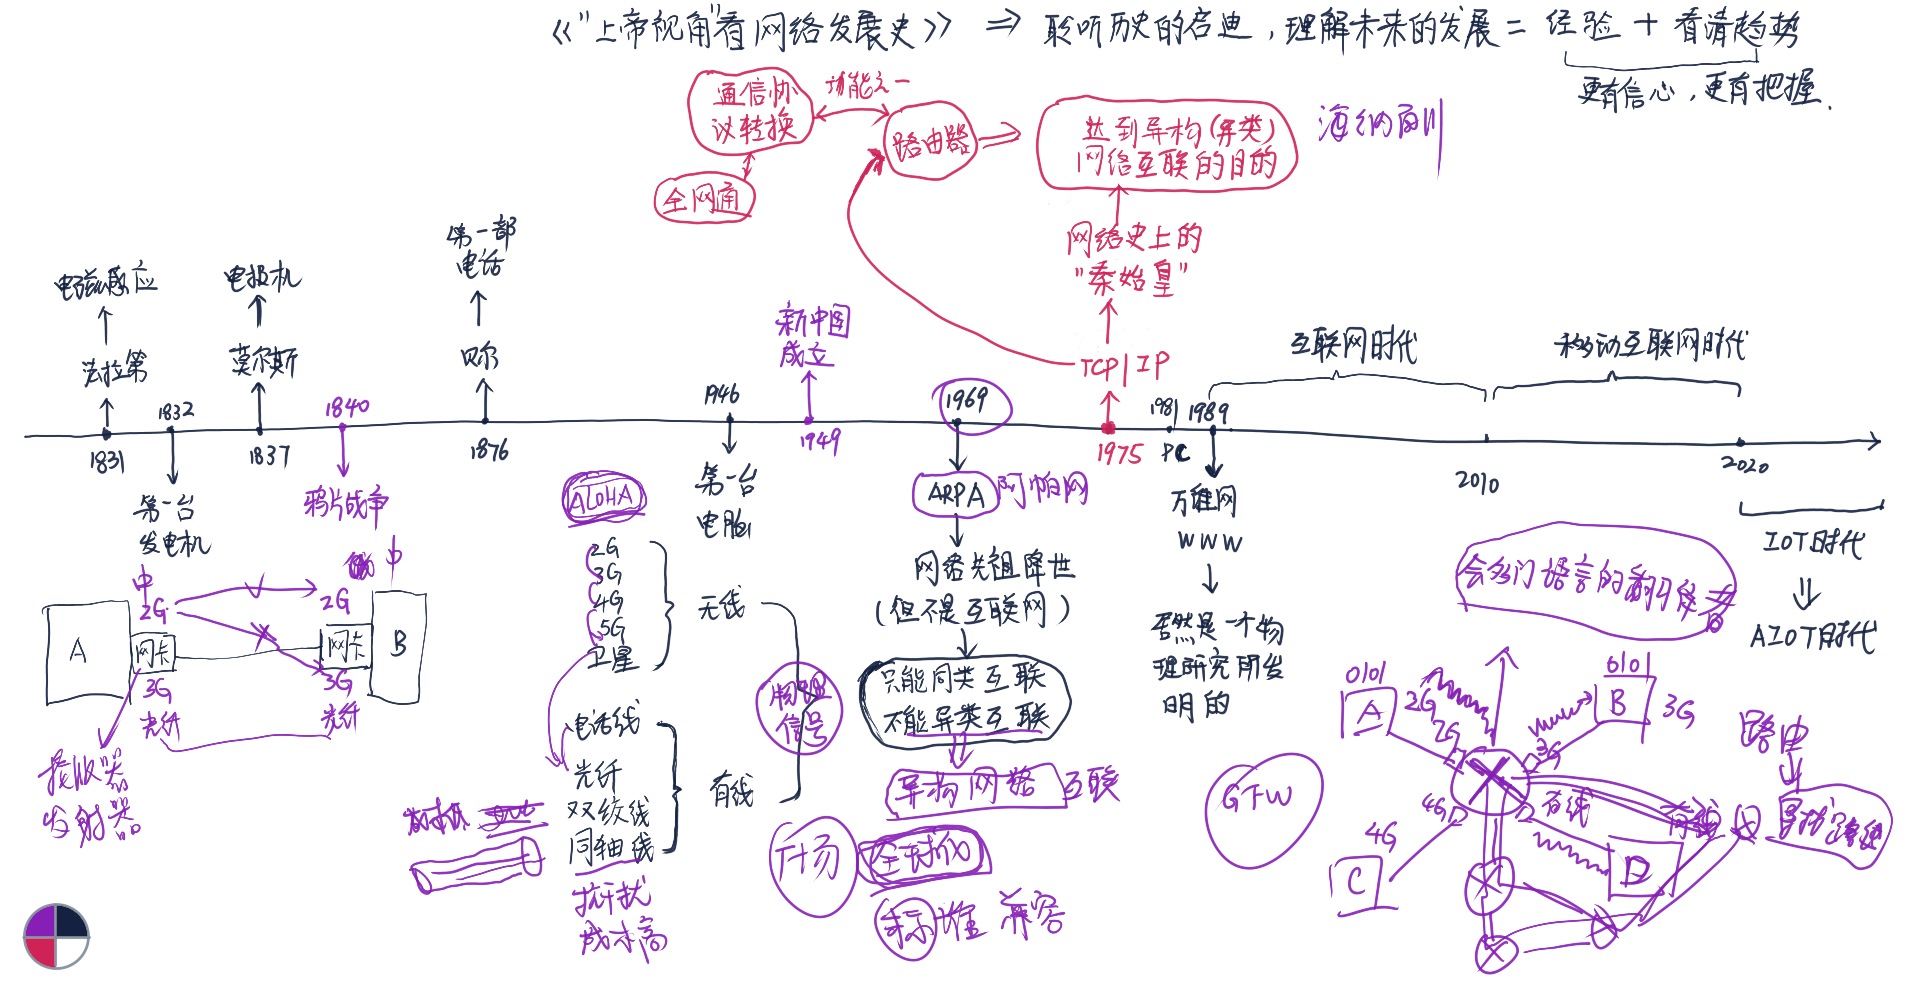 《“上帝视角”看网络发展史》 => 聆听历史的启迪,理解未来的发展 = 经验 + 看清趋势
更有信心,更有把握.
通信协
议转换
功能之一
路由器
达到异构(异类)
网络互联的目的
海纳百川
全网通
网络史上的
“秦始皇”
TCP/IP
电磁感应
法拉第
电报机
莫尔斯
第一部
电话
贝尔
新中国
成立
互联网时代
移动互联网时代
1831
1832
1837
1840
1876
1946
1949
1969
1975
1981
PC
1989
2010
2020
第一台
发电机
鸦片战争
ALOHA
第一台
电脑
ARPA
阿帕网
万维网
WWW
居然是一个物
理研究所发
明的
IOT时代
AIOT时代
网络先祖降世
(但不是互联网)
只能同类互联
不能异类互联
异构网络互联
市场
全球化
标准 兼容
中
2G
A
网卡
3G
光纤
接收器
发射器
中
2G
网卡
3G
光纤
B
2G
3G
4G
5G
卫星
无线
电话线
光纤
双绞线
同轴线
有线
抗干扰
成本高
物理
信号
会多门语言的翻译官
0101
A
2G
2G
0101
B
3G
3G
4G
4G
C
有线
有线
D
路由
寻找路径
GFW